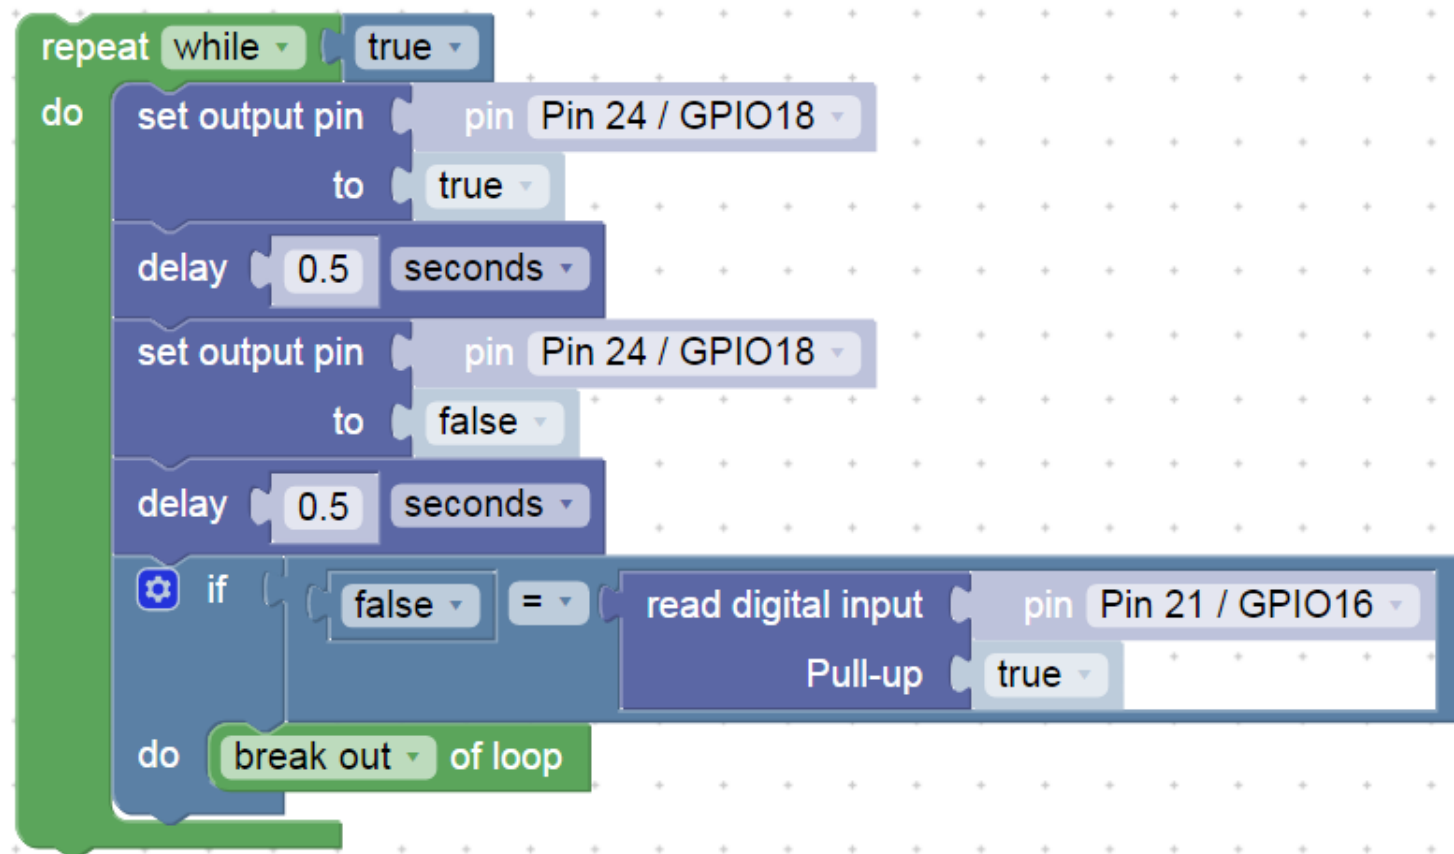 repeat while true
do set output pin pin Pin 24 / GPIO18
to true
delay 0.5 seconds
set output pin pin Pin 24 / GPIO18
to false
delay 0.5 seconds
if false = read digital input pin Pin 21 / GPIO16
Pull-up true
do break out of loop